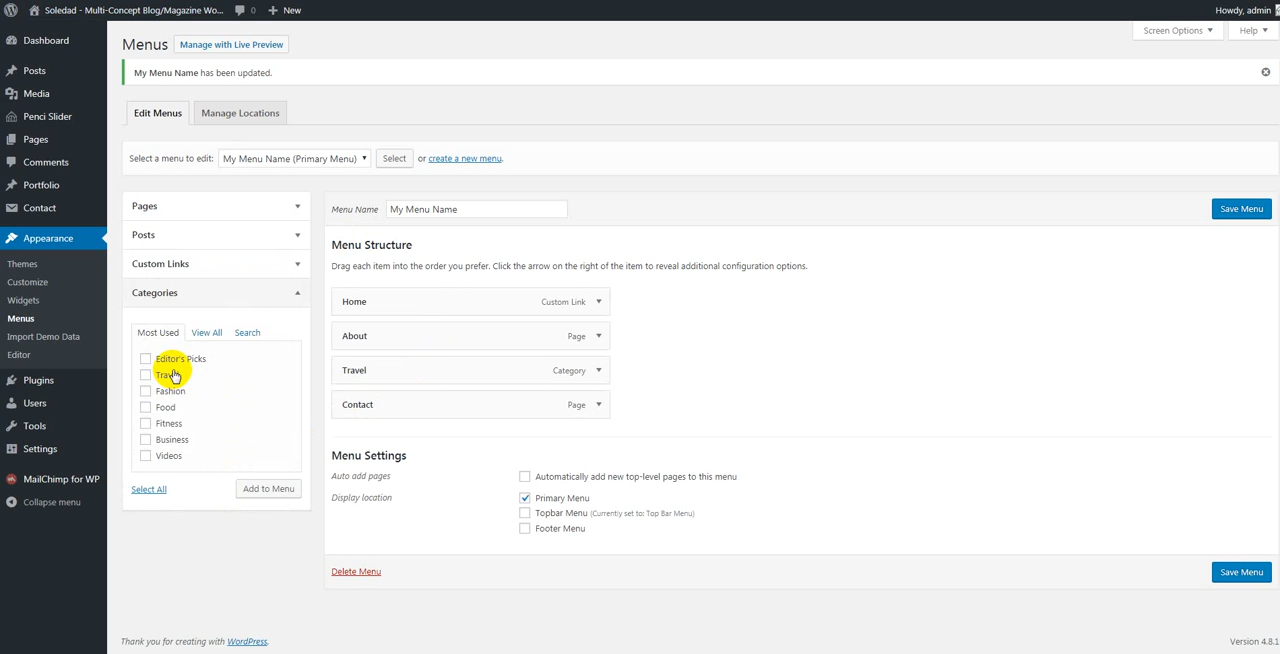 Soledad - Multi-Concept Blog/Magazine Wo... 0 New Howdy, admin
Screen Options Help
Dashboard
Posts
Media
Penci Slider
Pages
Comments
Portfolio
Contact
Appearance
Themes
Customize
Widgets
Menus
Import Demo Data
Editor
Plugins
Users
Tools
Settings
MailChimp for WP
Collapse menu
Menus Manage with Live Preview
My Menu Name has been updated.
Edit Menus Manage Locations
Select a menu to edit: My Menu Name (Primary Menu) Select or create a new menu.
Pages
Posts
Custom Links
Categories
Most Used View All Search
Editor's Picks
Fashion
Food
Fitness
Business
Videos
Select All Add to Menu
Menu Name My Menu Name Save Menu
Menu Structure
Drag each item into the order you prefer. Click the arrow on the right of the item to reveal additional configuration options.
Home Custom Link
About Page
Travel Category
Contact Page
Menu Settings
Auto add pages Automatically add new top-level pages to this menu
Display location Primary Menu
Topbar Menu (Currently set to: Top Bar Menu)
Footer Menu
Delete Menu Save Menu
Thank you for creating with WordPress. Version 4.8.1